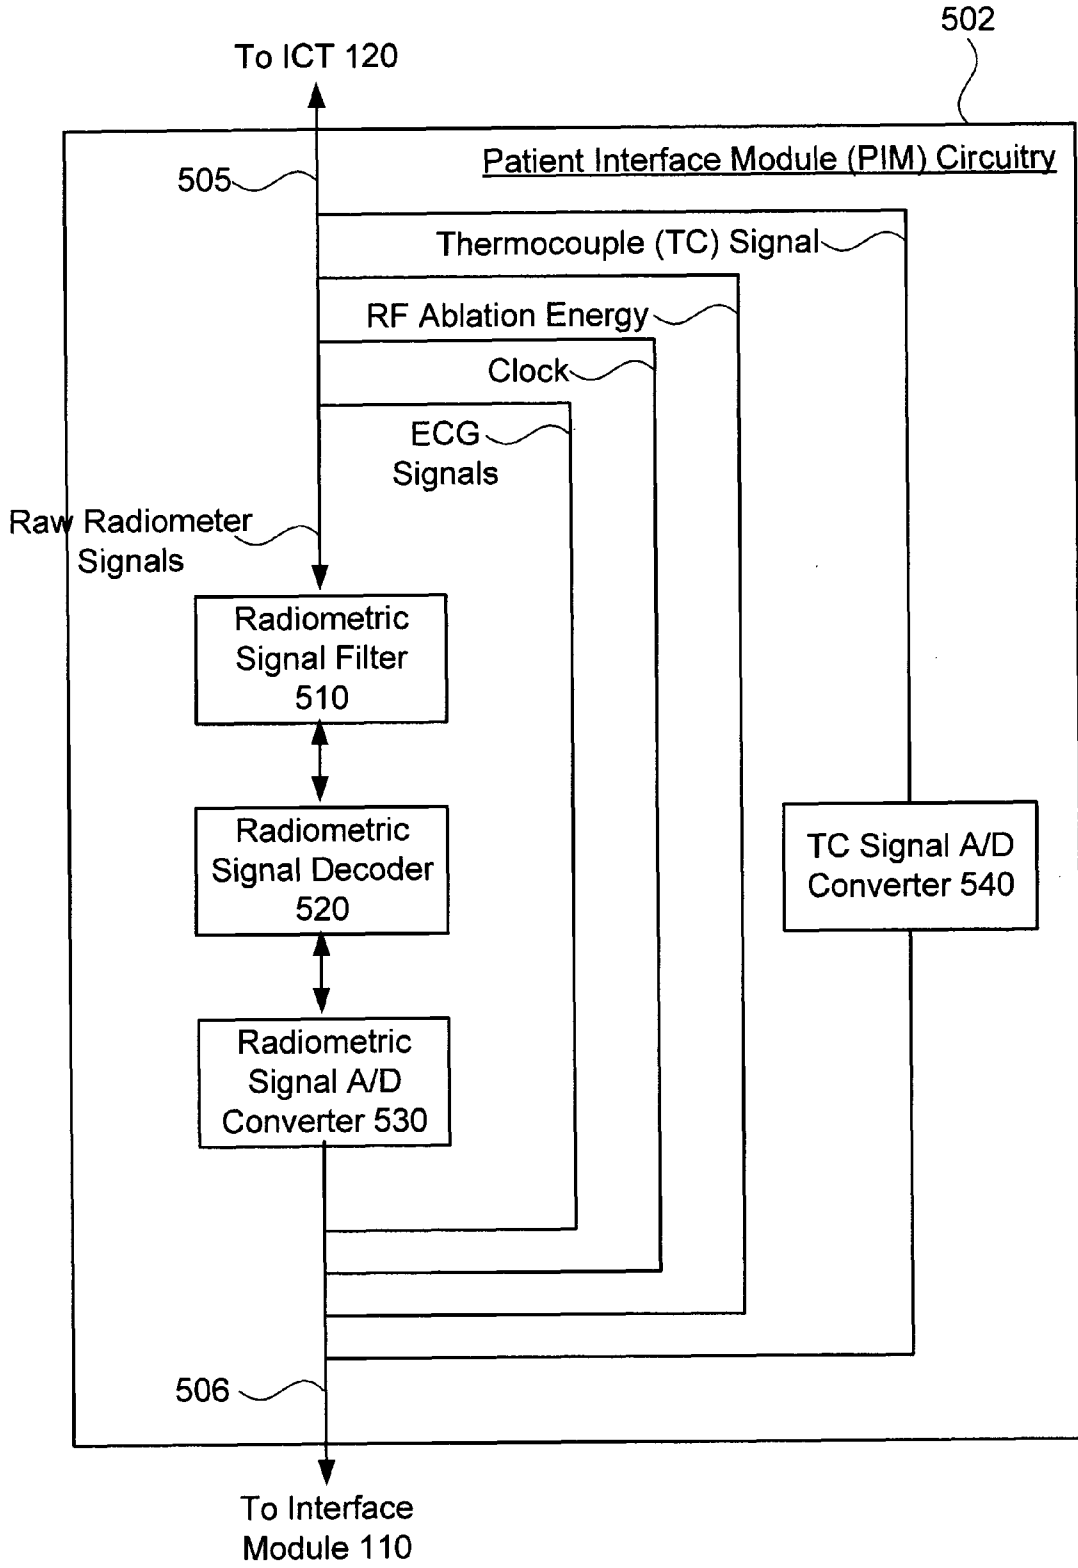 502
To ICT 120
Patient Interface Module (PIM) Circuitry
505
Thermocouple (TC) Signal
RF Ablation Energy
Clock
ECG
Signals
Raw Radiometer
Signals
Radiometric
Signal Filter
510
Radiometric
Signal Decoder
520
TC Signal A/D
Converter 540
Radiometric
Signal A/D
Converter 530
506
To Interface
Module 110